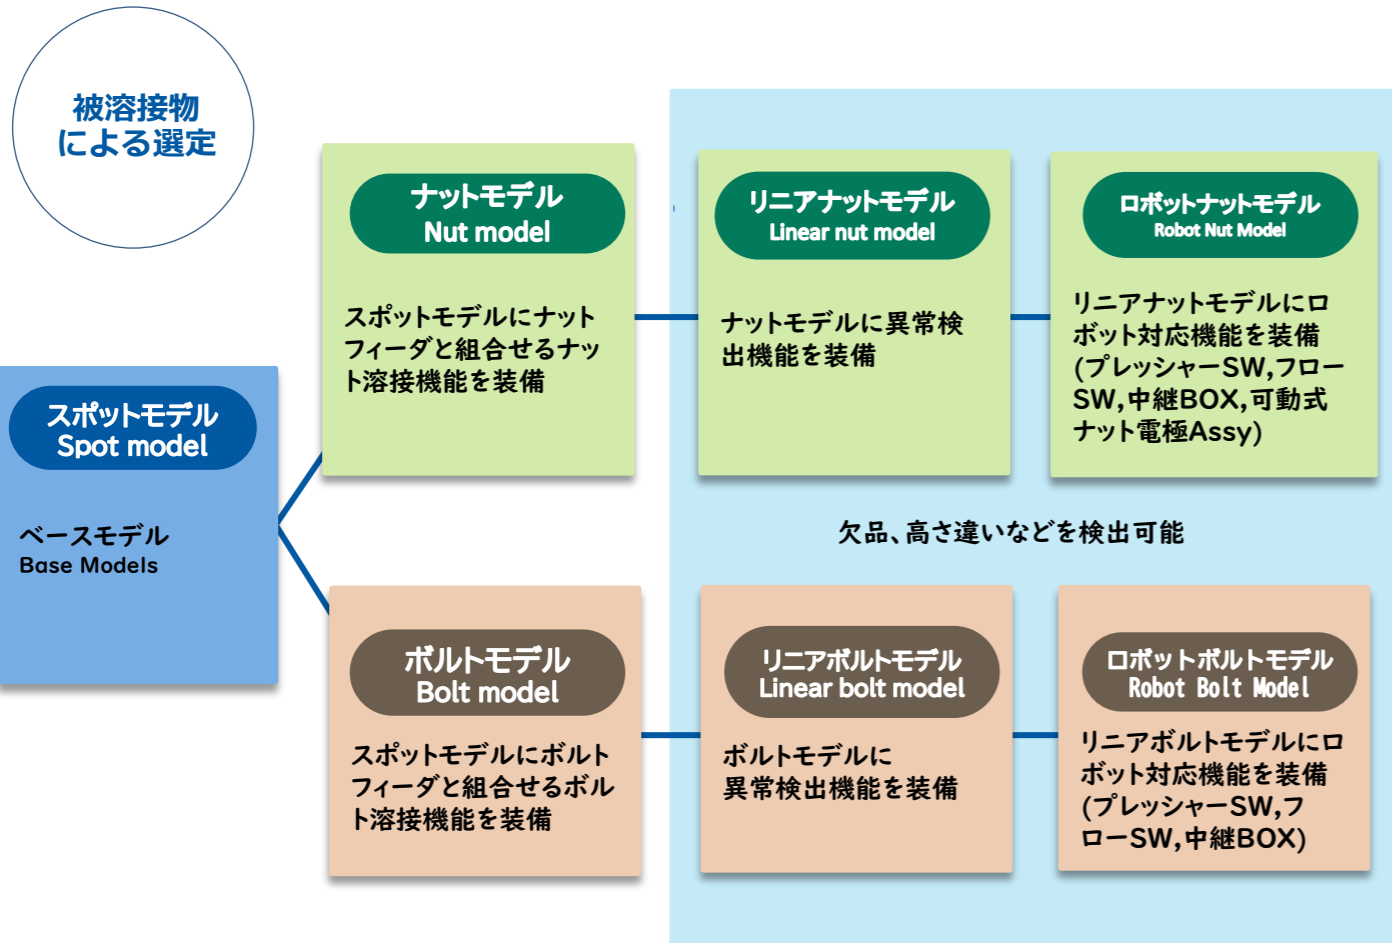 被溶接物
による選定
スポットモデル
Spot model
ベースモデル
Base Models
ナットモデル
Nut model
スポットモデルにナット
フィーダと組合せるナッ
ト溶接機能を装備
リニアナットモデル
Linear nut model
ナットモデルに異常検
出機能を装備
ロボットナットモデル
Robot Nut Model
リニアナットモデルにロ
ボット対応機能を装備
(プレッシャーSW,フロー
SW,中継BOX,可動式
ナット電極Assy)
欠品、高さ違いなどを検出可能
ボルトモデル
Bolt model
スポットモデルにボルト
フィーダと組合せるボル
ト溶接機能を装備
リニアボルトモデル
Linear bolt model
ボルトモデルに
異常検出機能を装備
ロボットボルトモデル
Robot Bolt Model
リニアボルトモデルにロ
ボット対応機能を装備
(プレッシャーSW,フ
ローSW,中継BOX)